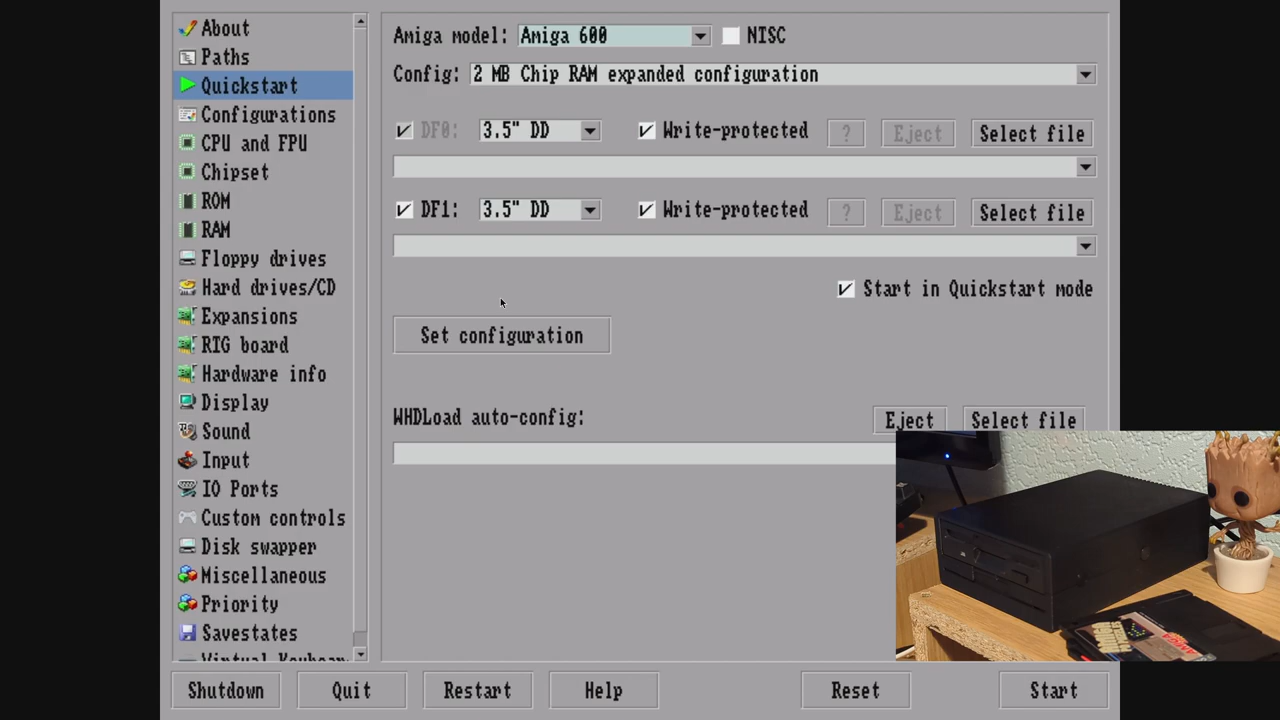 About
Paths
Quickstart
Configurations
CPU and FPU
Chipset
ROM
RAM
Floppy drives
Hard drives/CD
Expansions
RIG board
Hardware info
Display
Sound
Input
IO Ports
Custom controls
Disk swapper
Miscellaneous
Priority
Savestates
Amiga model: Amiga 600 NISC
Config: 2 MB Chip RAM expanded configuration
DF0: 3.5" DD Write-protected ? Eject Select file
DF1: 3.5" DD Write-protected ? Eject Select file
Start in Quickstart mode
Set configuration
WHDLoad auto-config: Eject Select file
Shutdown Quit Restart Help Reset Start